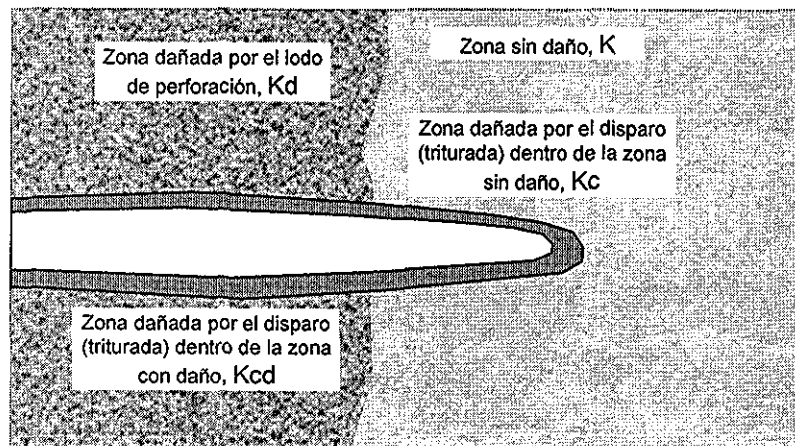 Zona dañada por el lodo
de perforación, Kd
Zona sin daño, K
Zona dañada por el disparo
(triturada) dentro de la zona
sin daño, Kc
Zona dañada por el disparo
(triturada) dentro de la zona
con daño, Kcd